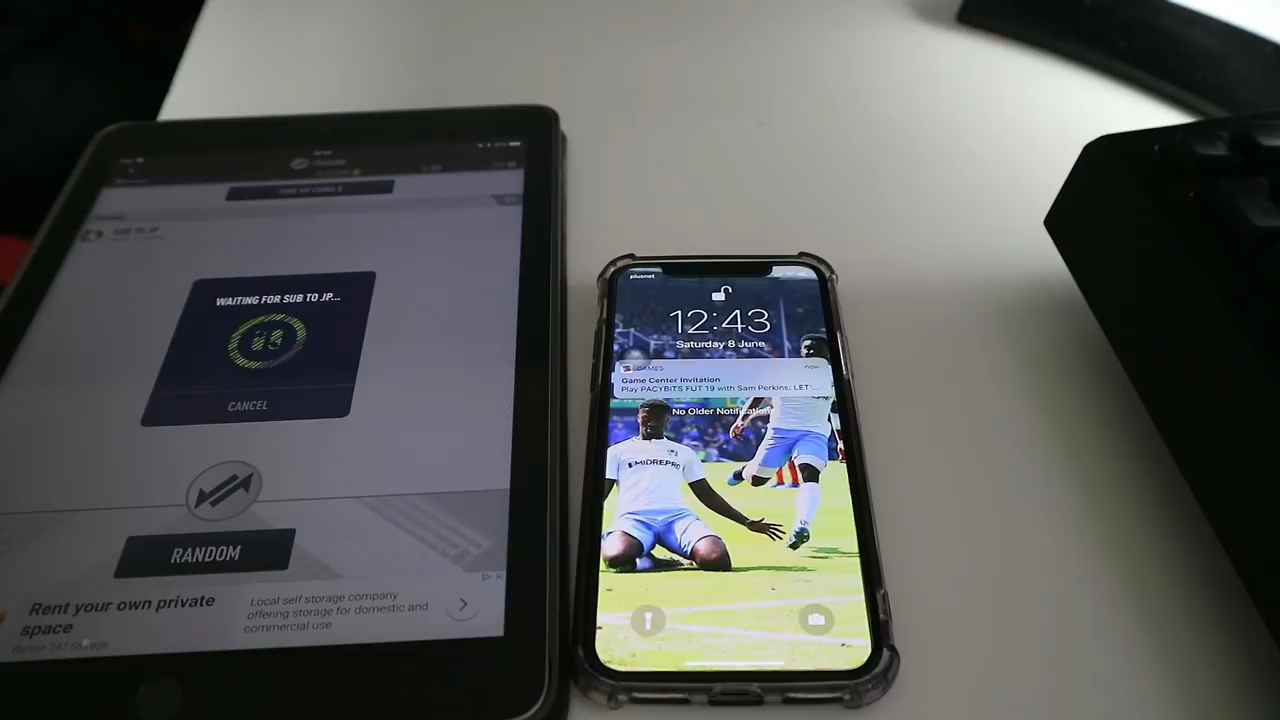 WAITING FOR SUB TO JP...
CANCEL
RANDOM
Rent your own private
space
Local self storage company
offering storage for domestic and
commercial use
plusnet
12:43
Saturday 8 June
GAMES
now
Game Center Invitation
Play PACYBITS FUT 19 with Sam Perkins: LET'...
No Older Notification
MIDREPRO